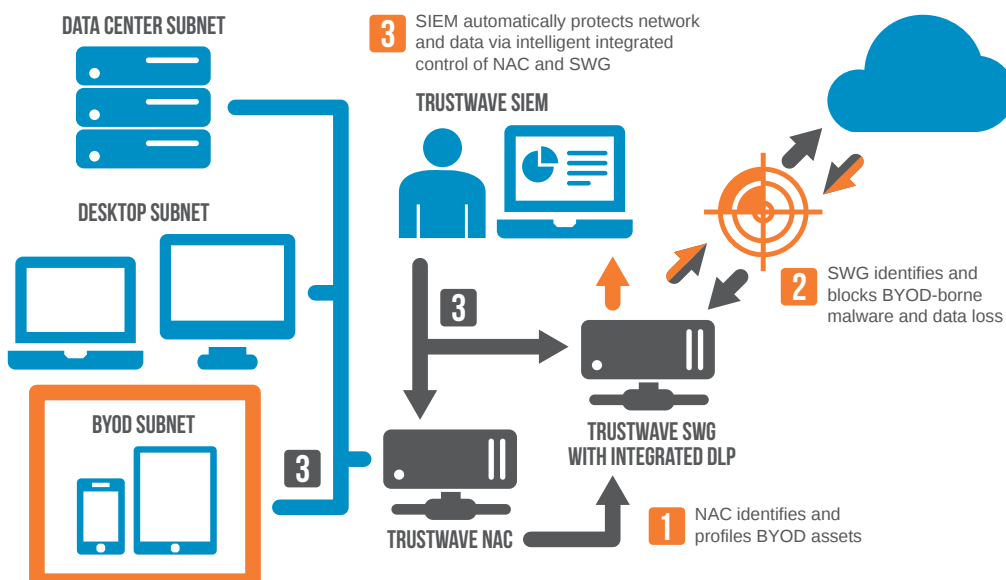 DATA CENTER SUBNET
3
SIEM automatically protects network
and data via intelligent integrated
control of NAC and SWG
TRUSTWAVE SIEM
DESKTOP SUBNET
2
SWG identifies and
blocks BYOD-borne
malware and data loss
3
BYOD SUBNET
3
TRUSTWAVE SWG
WITH INTEGRATED DLP
TRUSTWAVE NAC
1
NAC identifies and
profiles BYOD assets